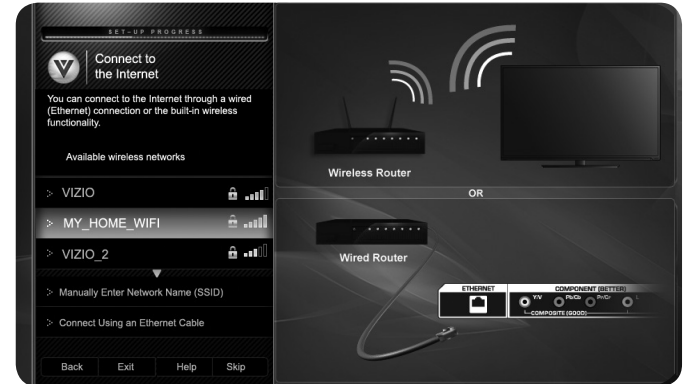 SET-UP PROGRESS
V
Connect to
the Internet
You can connect to the Internet through a wired
(Ethernet) connection or the built-in wireless
functionality.
Available wireless networks
VIZIO
MY_HOME_WIFI
VIZIO_2
Manually Enter Network Name (SSID)
Connect Using an Ethernet Cable
Back Exit Help Skip
Wireless Router
OR
Wired Router
ETHERNET COMPONENT (BETTER)
Y/V Pb/Cb Pr/Cr L
COMPOSITE (GOOD)